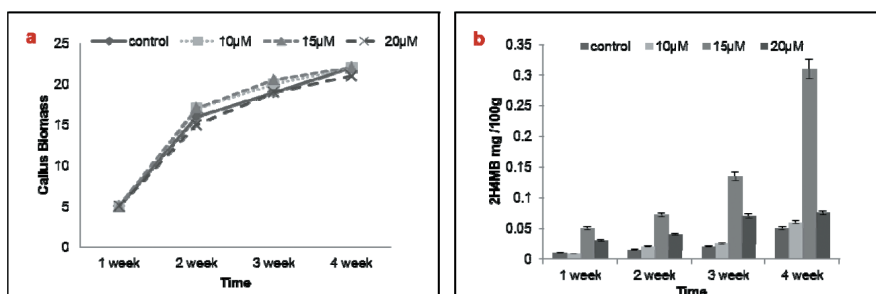 a
control 10µM 15µM 20µM
25
20
15
10
5
0
Callus Biomass
1 week 2 week 3 week 4 week
Time
b
control 10µM 15µM 20µM
0.35
0.3
0.25
0.2
0.15
0.1
0.05
0
2H4MB mg /100g
1 week 2 week 3 week 4 week
Time